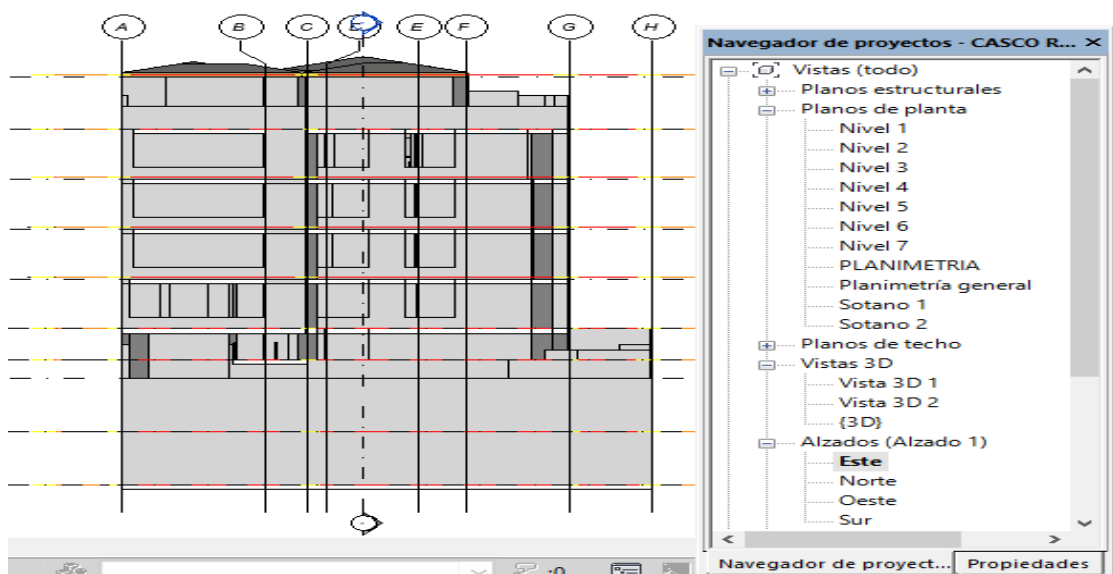 A B C E E F G H
Navegador de proyectos - CASCO R...
Vistas (todo)
Planos estructurales
Planos de planta
Nivel 1
Nivel 2
Nivel 3
Nivel 4
Nivel 5
Nivel 6
Nivel 7
PLANIMETRIA
Planimetría general
Sotano 1
Sotano 2
Planos de techo
Vistas 3D
Vista 3D 1
Vista 3D 2
{3D}
Alzados (Alzado 1)
Este
Norte
Oeste
Sur
:0
Navegador de proyect... Propiedades